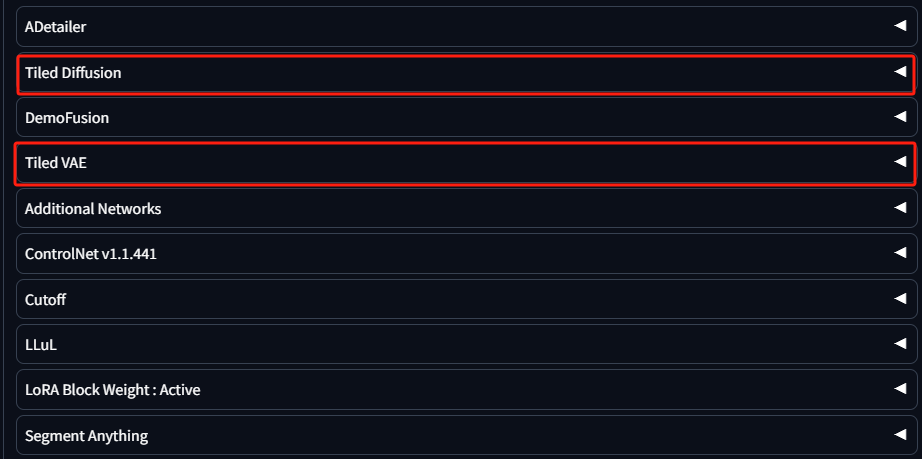 ADetailer
Tiled Diffusion
DemoFusion
Tiled VAE
Additional Networks
ControlNet v1.1.441
Cutoff
LLuL
LoRA Block Weight : Active
Segment Anything